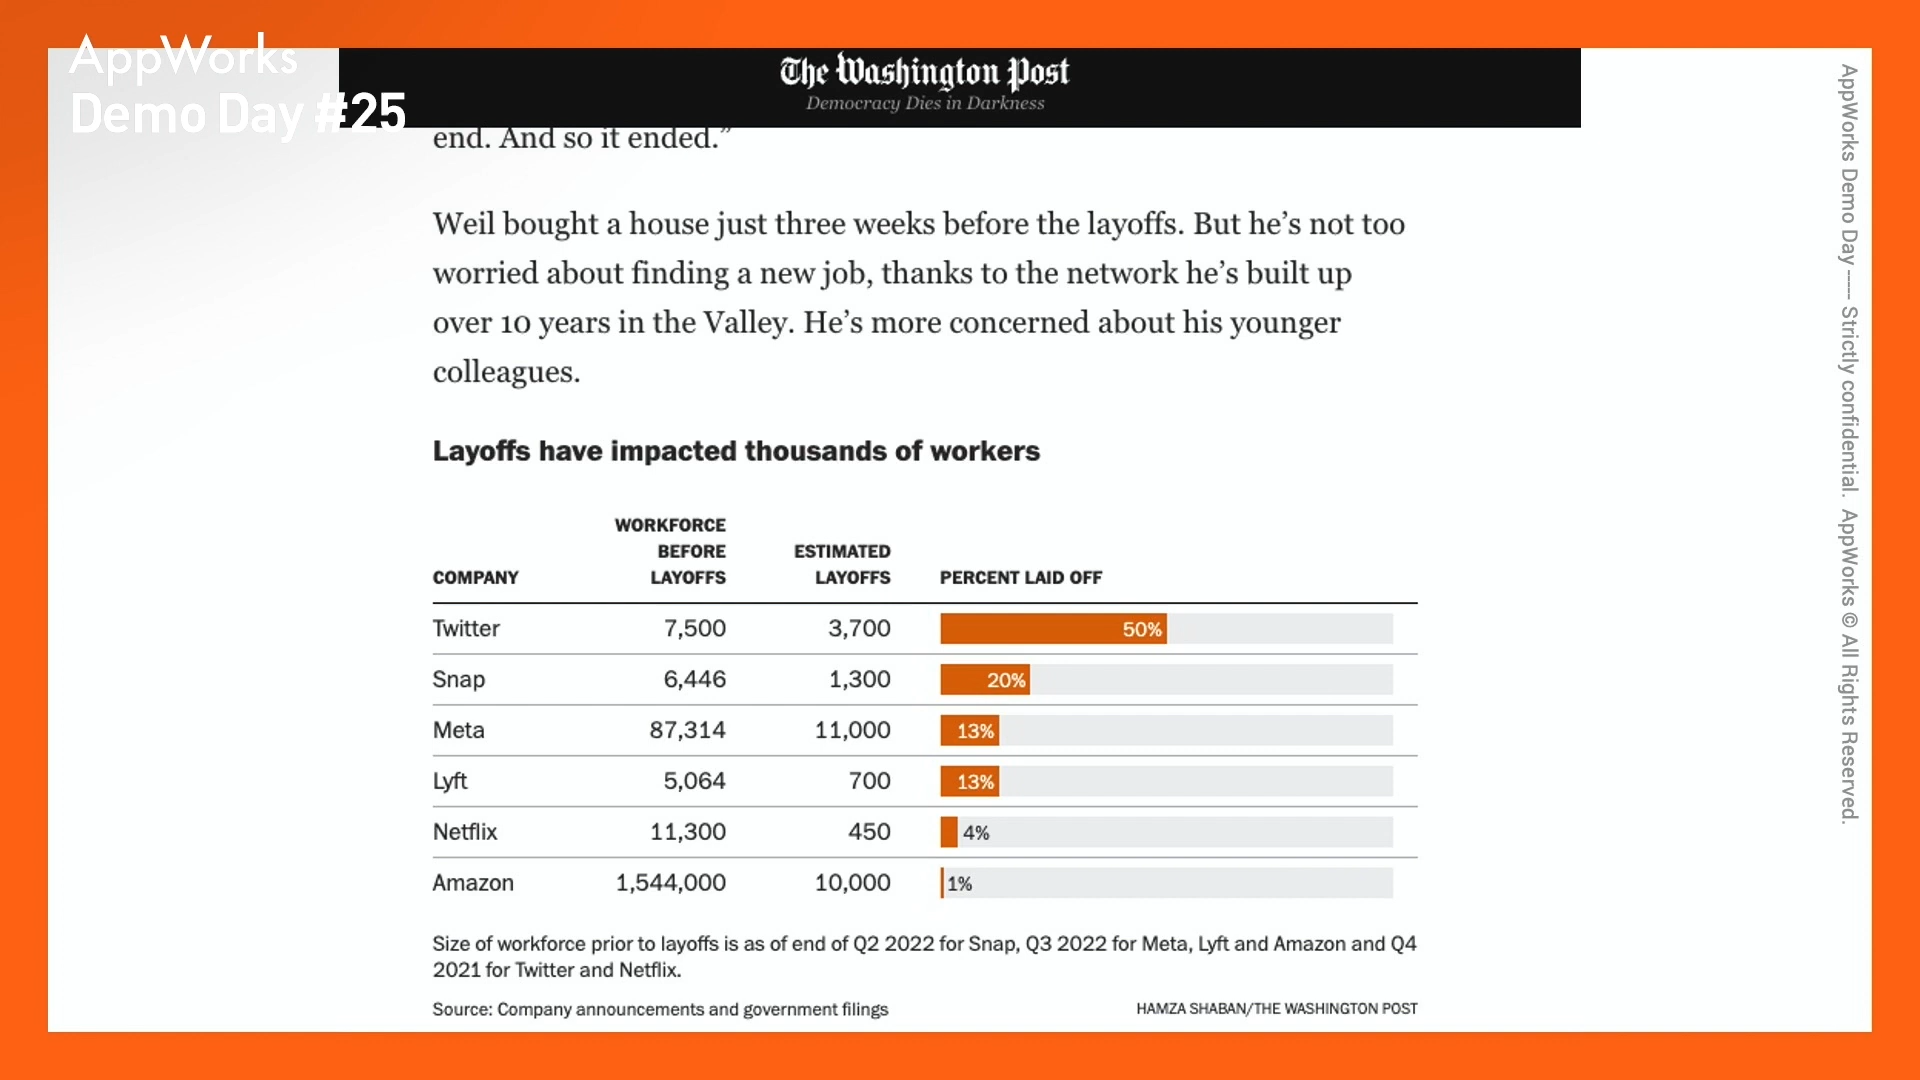 AppWorks
Demo Day #25
The Washington Post
Democracy Dies in Darkness
end. And so it ended.”
Weil bought a house just three weeks before the layoffs. But he’s not too
worried about finding a new job, thanks to the network he’s built up
over 10 years in the Valley. He’s more concerned about his younger
colleagues.
Layoffs have impacted thousands of workers
WORKFORCE
BEFORE ESTIMATED
COMPANY LAYOFFS LAYOFFS PERCENT LAID OFF
Twitter 7,500 3,700 50%
Snap 6,446 1,300 20%
Meta 87,314 11,000 13%
Lyft 5,064 700 13%
Netflix 11,300 450 4%
Amazon 1,544,000 10,000 1%
Size of workforce prior to layoffs is as of end of Q2 2022 for Snap, Q3 2022 for Meta, Lyft and Amazon and Q4
2021 for Twitter and Netflix.
Source: Company announcements and government filings HAMZA SHABAN/THE WASHINGTON POST
AppWorks Demo Day —— Strictly confidential. AppWorks © All Rights Reserved.